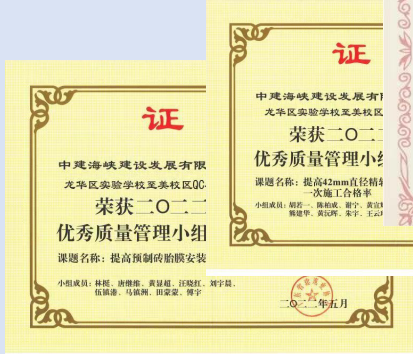 证
中建海峡建设发展有限
龙华区实验学校至美校区QC
荣获二〇二二
优秀质量管理小组
课题名称：提高预制砖胎膜安装
小组成员：林挺、唐继维、黄显超、汪晓红、刘宇晨、
伍镇港、马镇洲、田蒙蒙、傅宇
证
中建海峡建设发展有
龙华区实验学校至美校区
荣获二〇二
优秀质量管理小组
课题名称：提高42mm直径精轧
一次施工合格率
小组成员：胡若一、陈柏成、谢宁、黄宣
熊建华、黄沅晖、朱宇、王云
二〇二二年五月